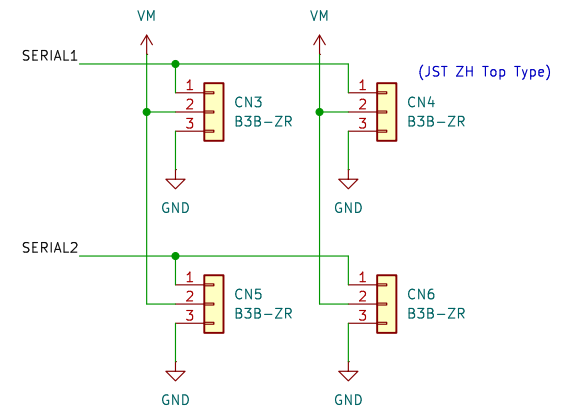 VM VM
SERIAL1
(JST ZH Top Type)
1 CN3 1 CN4
2 B3B-ZR 2 B3B-ZR
3 3
GND GND
SERIAL2
1 CN5 1 CN6
2 B3B-ZR 2 B3B-ZR
3 3
GND GND